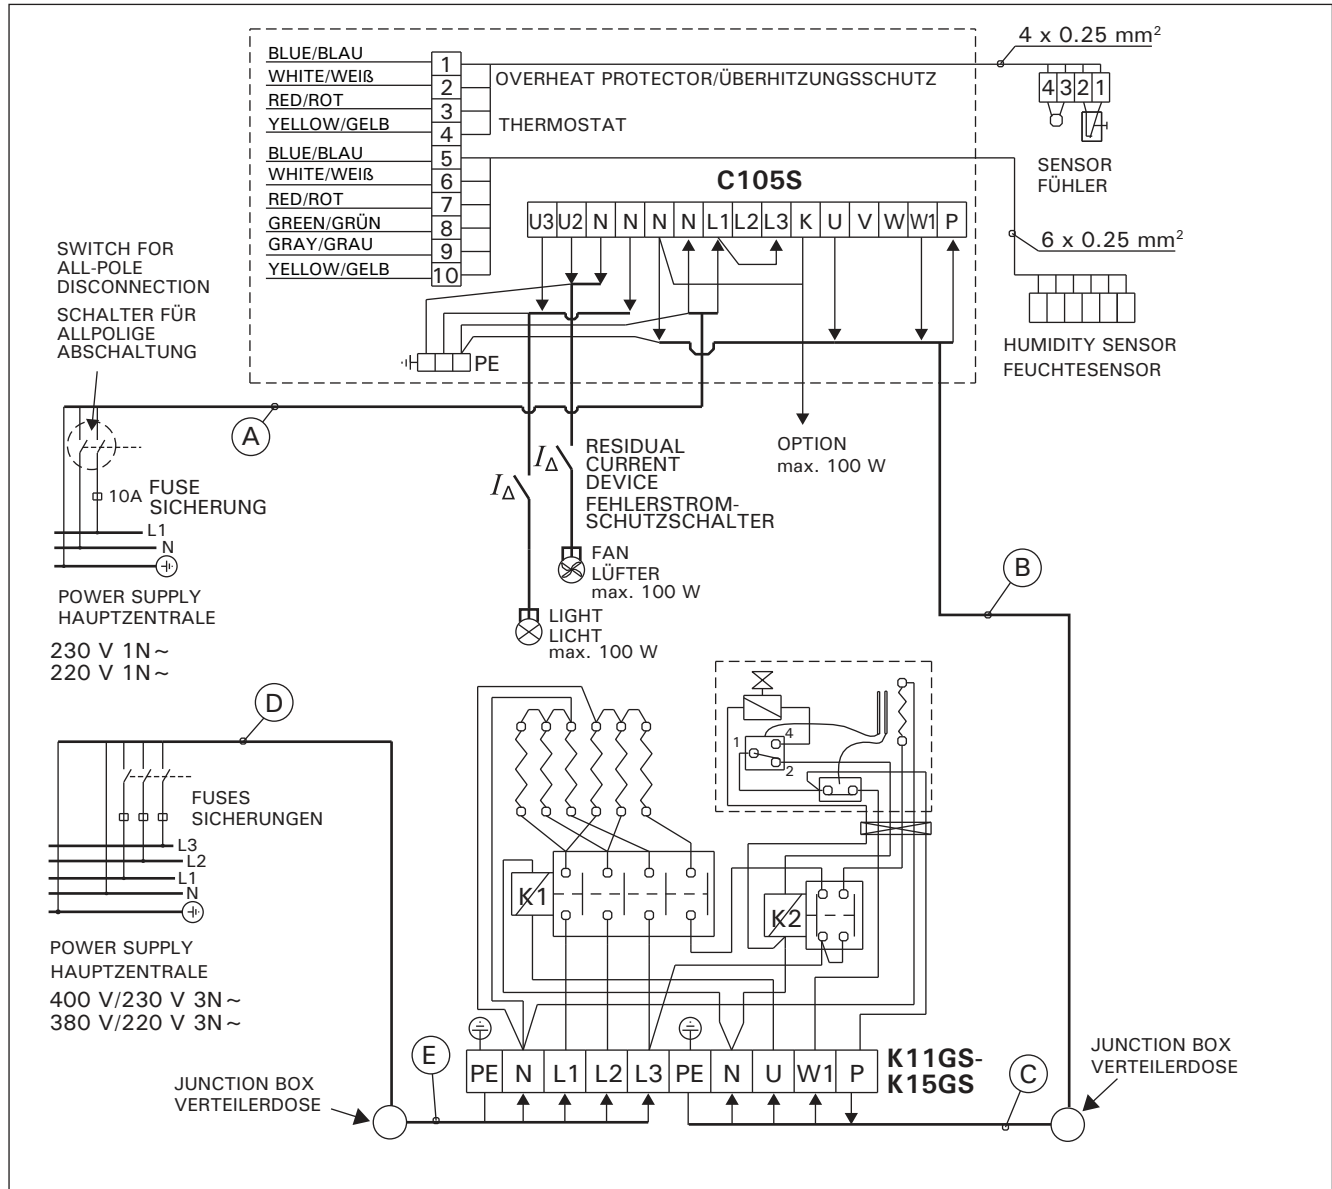 BLUE/BLAU
WHITE/WEIß
RED/ROT
YELLOW/GELB
BLUE/BLAU
WHITE/WEIß
RED/ROT
GREEN/GRÜN
GRAY/GRAU
YELLOW/GELB
1
2
3
4
5
6
7
8
9
10
OVERHEAT PROTECTOR/ÜBERHITZUNGSSCHUTZ
THERMOSTAT
4 x 0.25 mm²
4 3 2 1
SENSOR
FÜHLER
C105S
U3 U2 N N N N L1 L2 L3 K U V W W1 P
6 x 0.25 mm²
HUMIDITY SENSOR
FEUCHTESENSOR
PE
SWITCH FOR
ALL-POLE
DISCONNECTION
SCHALTER FÜR
ALLPOLIGE
ABSCHALTUNG
A
10A
FUSE
SICHERUNG
L1
N
POWER SUPPLY
HAUPTZENTRALE
230 V 1N~
220 V 1N~
OPTION
max. 100 W
IΔ
IΔ
RESIDUAL
CURRENT
DEVICE
FEHLERSTROM-
SCHUTZSCHALTER
FAN
LÜFTER
max. 100 W
LIGHT
LICHT
max. 100 W
B
D
FUSES
SICHERUNGEN
L3
L2
L1
N
POWER SUPPLY
HAUPTZENTRALE
400 V/230 V 3N~
380 V/220 V 3N~
1
4
2
K1
K2
E
PE N L1 L2 L3 PE N U W1 P
K11GS-
K15GS
C
JUNCTION BOX
VERTEILERDOSE
JUNCTION BOX
VERTEILERDOSE